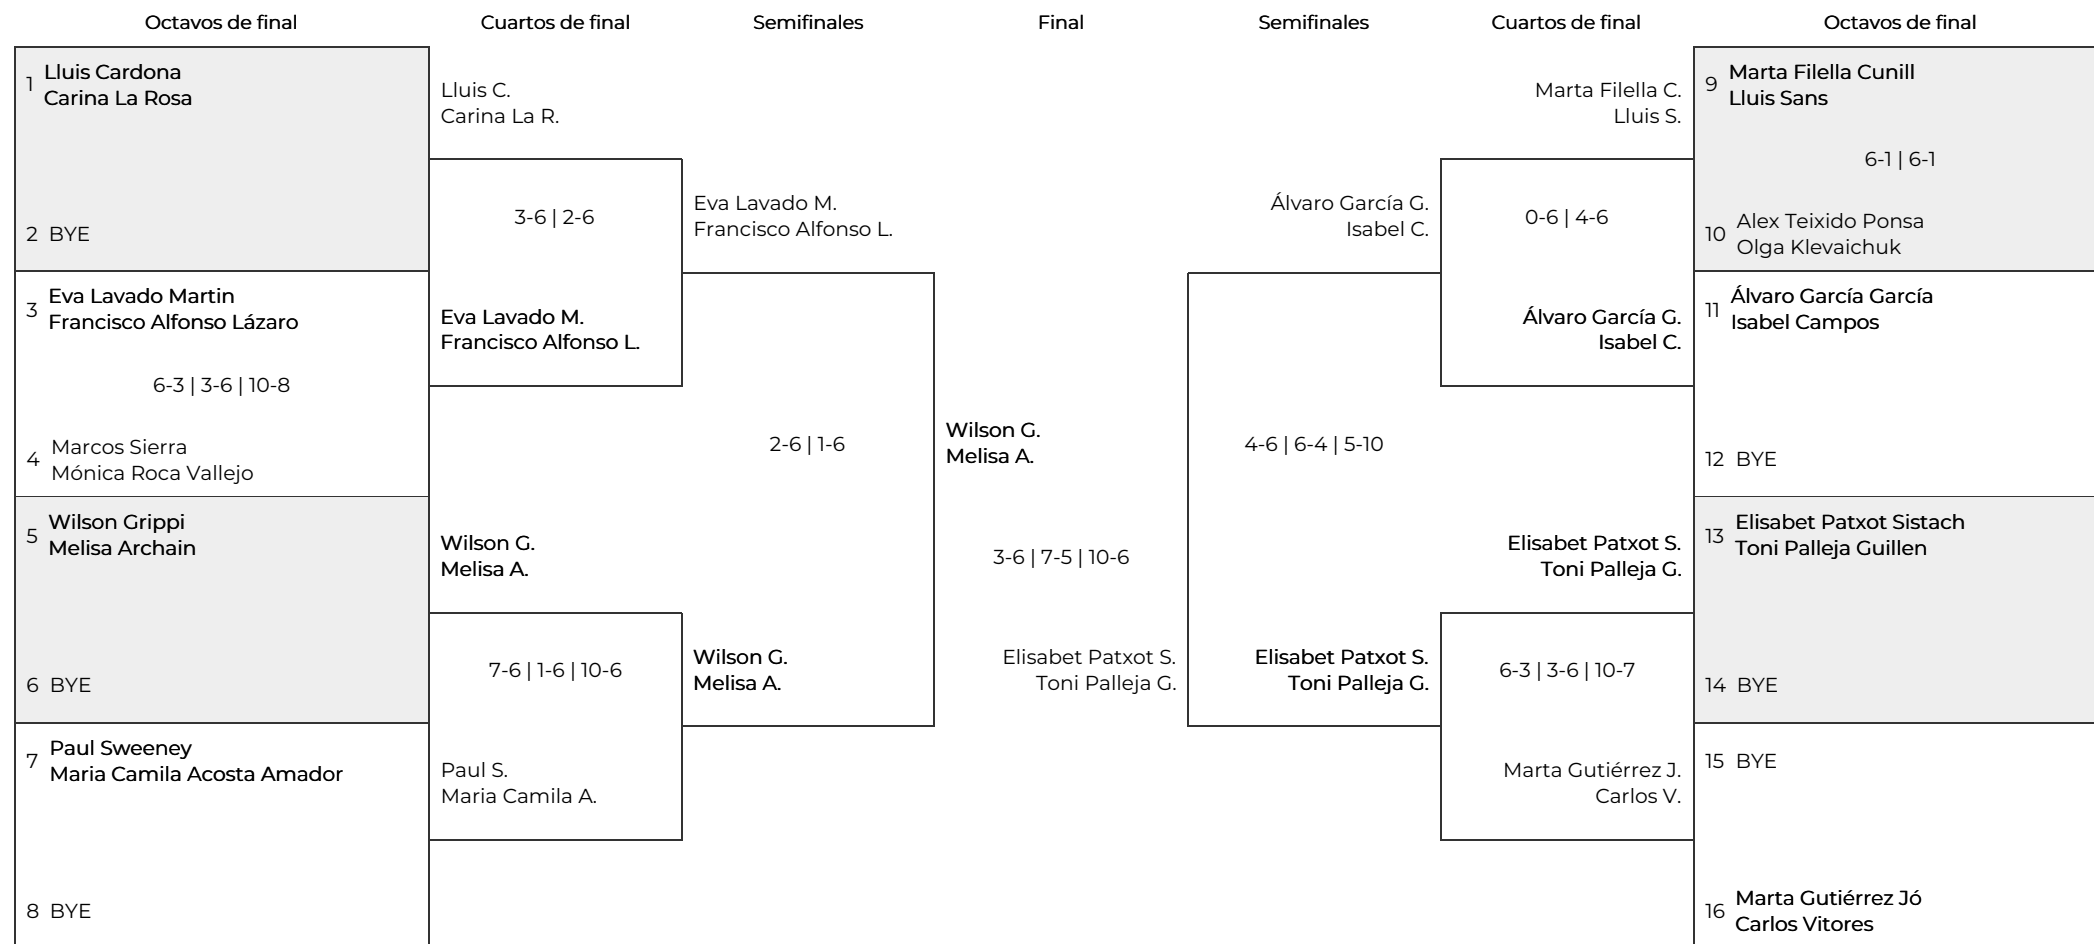 Octavos de final
Cuartos de final
Semifinales
Final
Semifinales
Cuartos de final
Octavos de final
1 Lluis Cardona
Carina La Rosa
2 BYE
3 Eva Lavado Martin
Francisco Alfonso Lázaro
6-3 | 3-6 | 10-8
4 Marcos Sierra
Mónica Roca Vallejo
5 Wilson Grippi
Melisa Archain
6 BYE
7 Paul Sweeney
Maria Camila Acosta Amador
8 BYE
Lluis C.
Carina La R.
3-6 | 2-6
Eva Lavado M.
Francisco Alfonso L.
Wilson G.
Melisa A.
7-6 | 1-6 | 10-6
Paul S.
Maria Camila A.
Eva Lavado M.
Francisco Alfonso L.
2-6 | 1-6
Wilson G.
Melisa A.
Wilson G.
Melisa A.
3-6 | 7-5 | 10-6
Elisabet Patxot S.
Toni Palleja G.
Álvaro García G.
Isabel C.
4-6 | 6-4 | 5-10
Elisabet Patxot S.
Toni Palleja G.
Marta Filella C.
Lluis S.
0-6 | 4-6
Álvaro García G.
Isabel C.
Elisabet Patxot S.
Toni Palleja G.
6-3 | 3-6 | 10-7
Marta Gutiérrez J.
Carlos V.
9 Marta Filella Cunill
Lluis Sans
6-1 | 6-1
10 Alex Teixido Ponsa
Olga Klevaichuk
11 Álvaro García García
Isabel Campos
12 BYE
13 Elisabet Patxot Sistach
Toni Palleja Guillen
14 BYE
15 BYE
16 Marta Gutiérrez Jó
Carlos Vitores